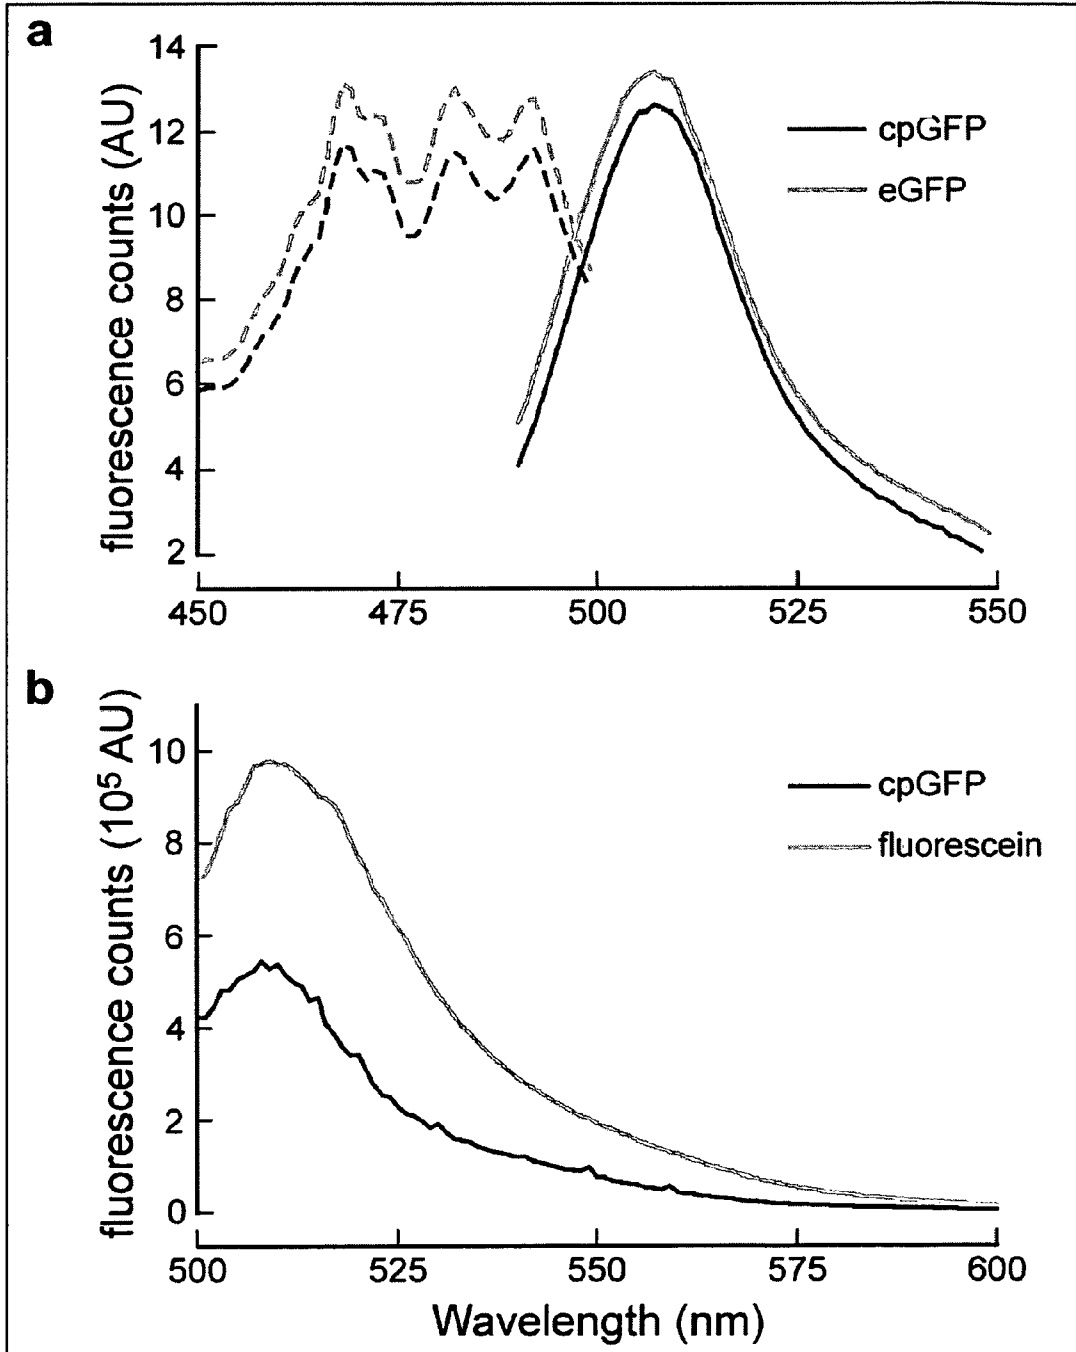 a
fluorescence counts (AU)
14
12
10
8
6
4
2
450 475 500 525 550
cpGFP
eGFP
b
fluorescence counts (10⁵ AU)
10
8
6
4
2
0
500 525 550 575 600
cpGFP
fluorescein
Wavelength (nm)